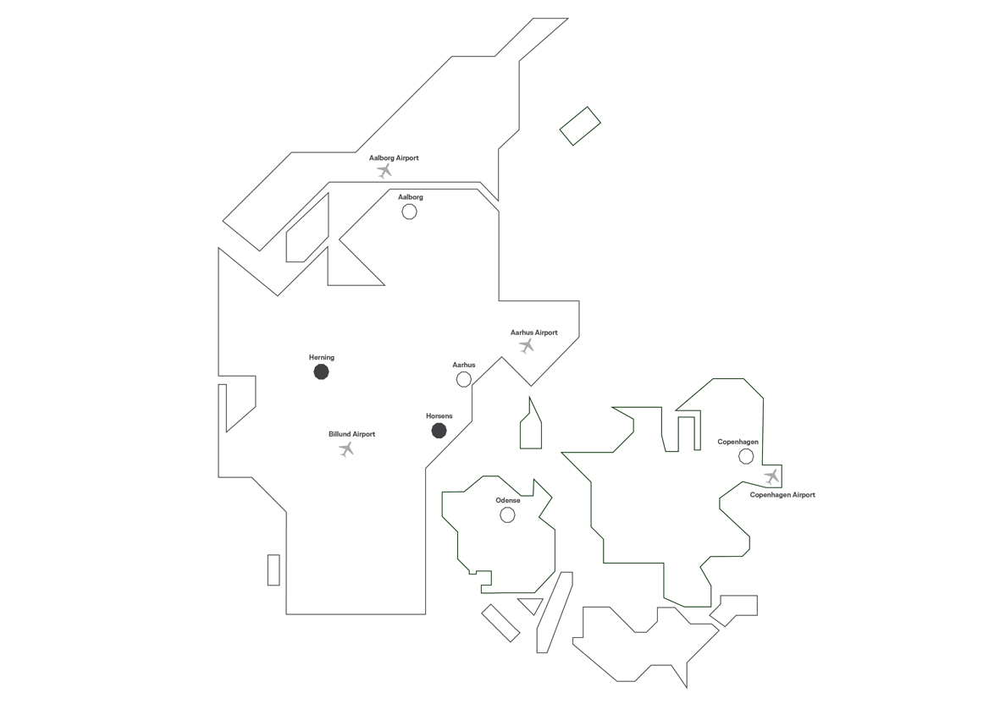 Aalborg Airport
Aalborg
Aarhus Airport
Herning
Aarhus
Horsens
Billund Airport
Copenhagen
Copenhagen Airport
Odense